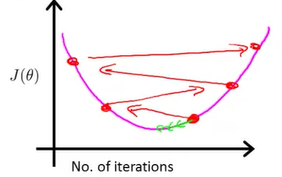 J(θ)
No. of iterations